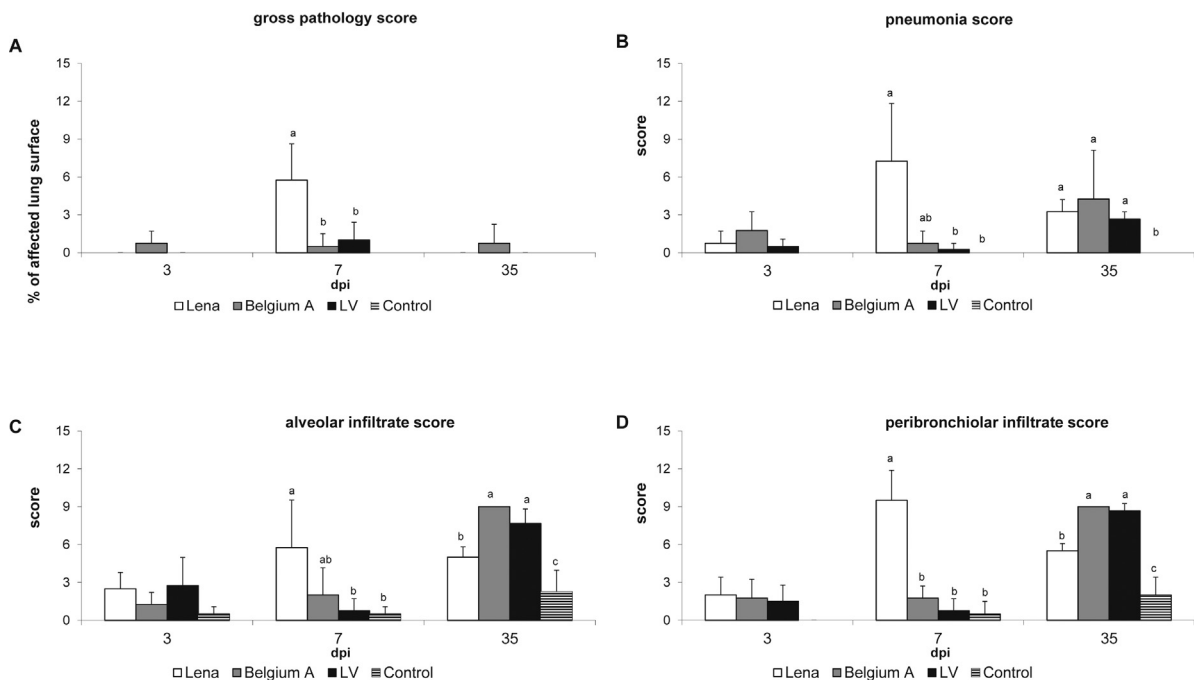 gross pathology score
A
% of affected lung surface
15
12
9
6
3
0
a
b
b
3
7
35
dpi
Lena Belgium A LV Control
pneumonia score
B
score
15
12
9
6
3
0
a
ab
b
b
a
a
a
b
3
7
35
dpi
Lena Belgium A LV Control
alveolar infiltrate score
C
score
15
12
9
6
3
0
a
ab
b
b
b
a
a
c
3
7
35
dpi
Lena Belgium A LV Control
peribronchiolar infiltrate score
D
score
15
12
9
6
3
0
a
b
b
b
b
a
a
c
3
7
35
dpi
Lena Belgium A LV Control